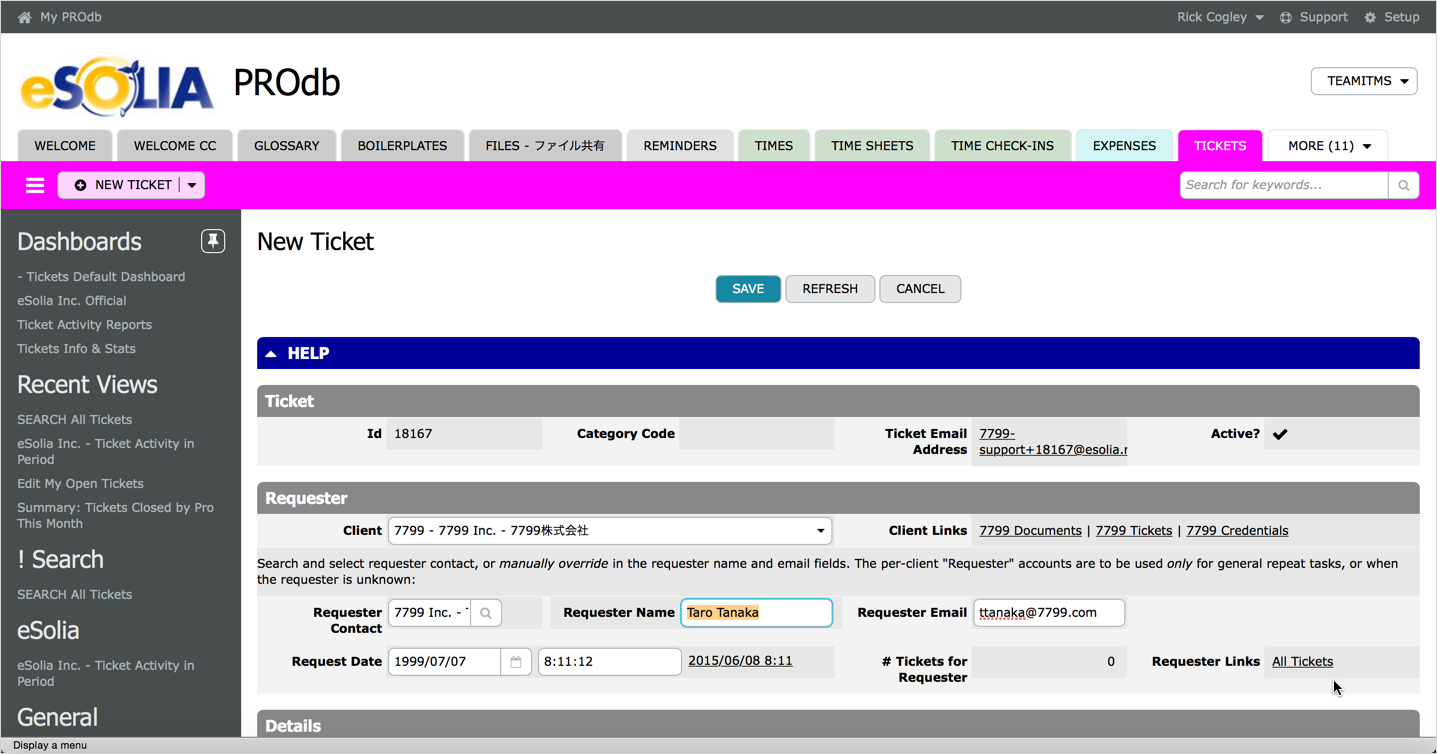 My PROdb
Rick Cogley
Support
Setup
eSOLIA PROdb
TEAMITMS
WELCOME
WELCOME CC
GLOSSARY
BOILERPLATES
FILES - ファイル共有
REMINDERS
TIMES
TIME SHEETS
TIME CHECK-INS
EXPENSES
TICKETS
MORE (11)
NEW TICKET
Search for keywords...
Dashboards
- Tickets Default Dashboard
eSolia Inc. Official
Ticket Activity Reports
Tickets Info & Stats
Recent Views
SEARCH All Tickets
eSolia Inc. - Ticket Activity in
Period
Edit My Open Tickets
Summary: Tickets Closed by Pro
This Month
! Search
SEARCH All Tickets
eSolia
eSolia Inc. - Ticket Activity in
Period
General
New Ticket
SAVE
REFRESH
CANCEL
HELP
Ticket
Id 18167
Category Code
Ticket Email
Address
7799-
support+18167@esolia.r
Active?
Requester
Client 7799 - 7799 Inc. - 7799株式会社
Client Links 7799 Documents | 7799 Tickets | 7799 Credentials
Search and select requester contact, or manually override in the requester name and email fields. The per-client "Requester" accounts are to be used only for general repeat tasks, or when
the requester is unknown:
Requester
Contact
7799 Inc. -
Requester Name Taro Tanaka
Requester Email ttanaka@7799.com
Request Date 1999/07/07 8:11:12 2015/06/08 8:11
# Tickets for
Requester
0
Requester Links All Tickets
Details
Display a menu